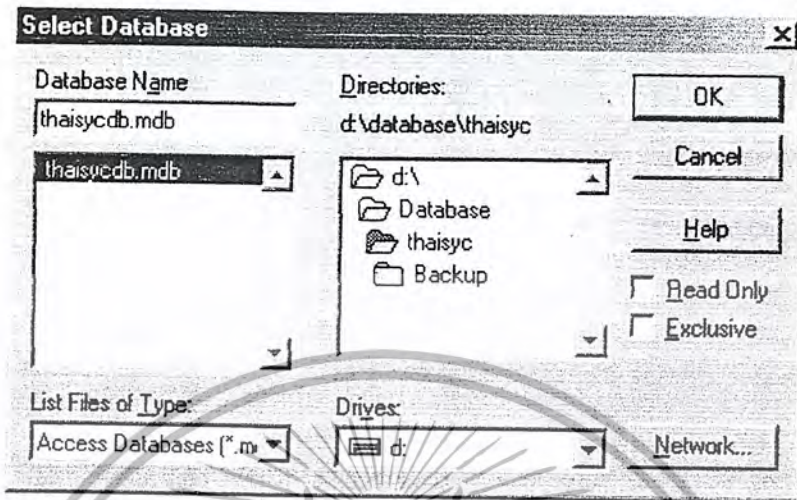 Select Database
Database Name
thaisycdb.mdb
thaisycdb.mdb
Directories:
d:\database\thaisyc
d:\
Database
thaisyc
Backup
OK
Cancel
Help
Read Only
Exclusive
List Files of Type:
Access Databases (*.m
Drives:
d:
Network...